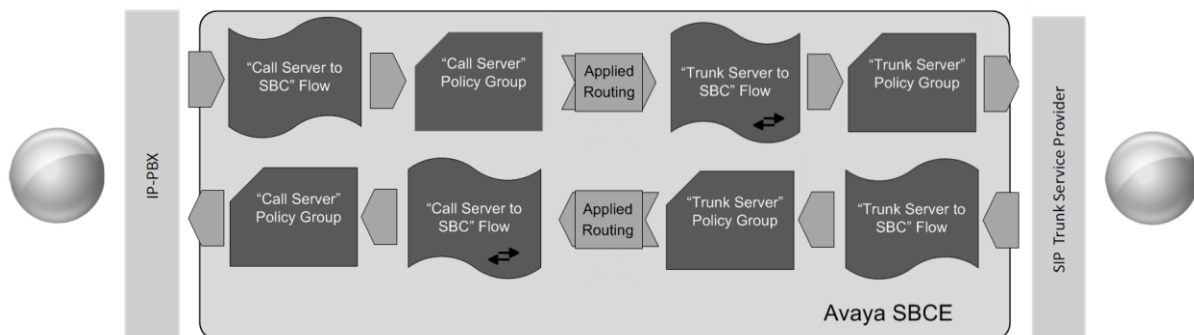 IP-PBX
“Call Server to
SBC” Flow
“Call Server”
Policy Group
Applied
Routing
“Trunk Server to
SBC” Flow
“Trunk Server”
Policy Group
“Call Server”
Policy Group
“Call Server to
SBC” Flow
Applied
Routing
“Trunk Server”
Policy Group
“Trunk Server to
SBC” Flow
Avaya SBCE
SIP Trunk Service Provider